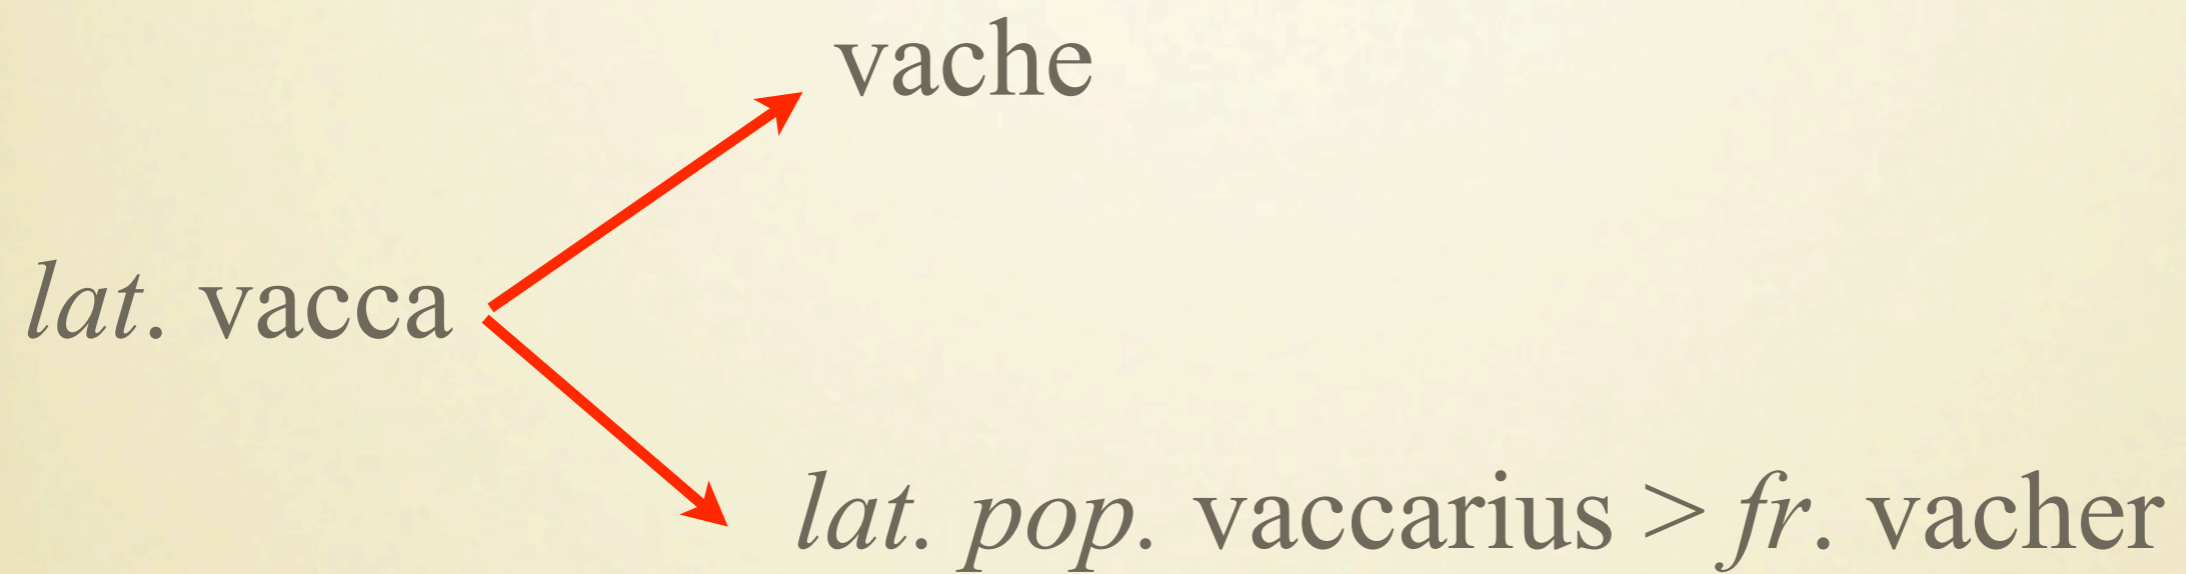 vache
lat. vacca
lat. pop. vaccarius > fr. vacher